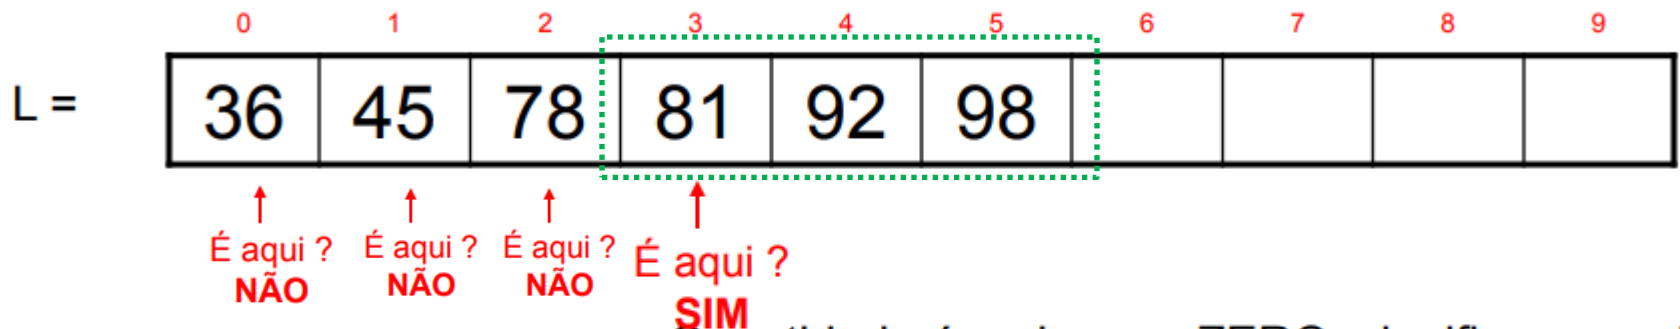 0 1 2 3 4 5 6 7 8 9
L = 36 45 78 81 92 98
É aqui ? É aqui ? É aqui ? É aqui ?
NÃO NÃO NÃO SIM